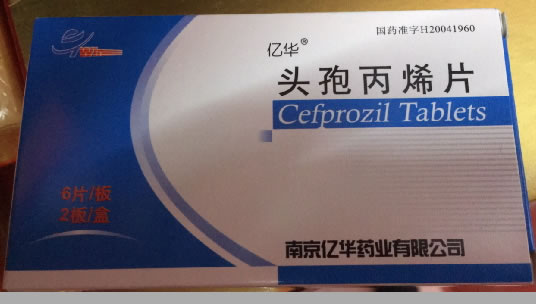 国药准字H20041960
亿华®
头孢丙烯片
Cefprozil Tablets
6片/板
2板/盒
南京亿华药业有限公司